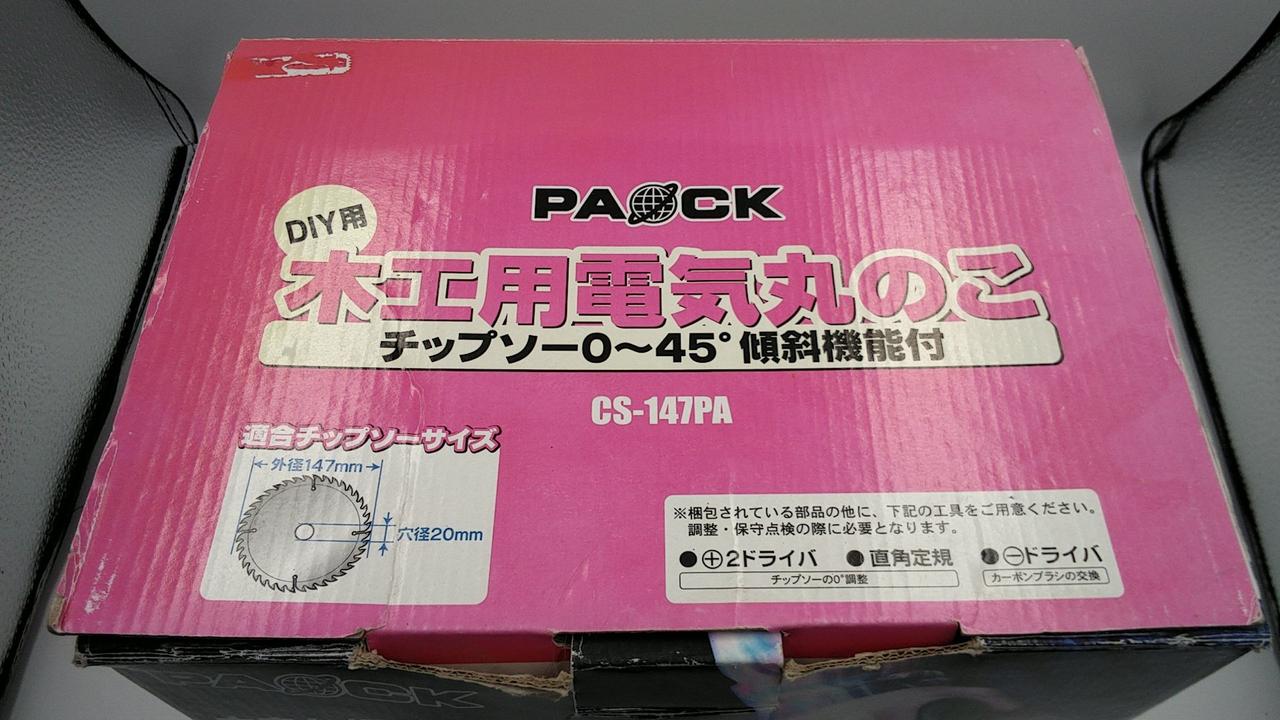 PAOCK
DIY用
木工用電気丸のこ
チップソー0〜45°傾斜機能付
CS-147PA
適合チップソーサイズ
外径147mm
穴径20mm
※梱包されている部品の他に、下記の工具をご用意ください。
調整・保守点検の際に必要となります。
●⊕2ドライバ ●直角定規 ●⊖ドライバ
チップソーの0°調整 カーボンブラシの交換
PAOCK